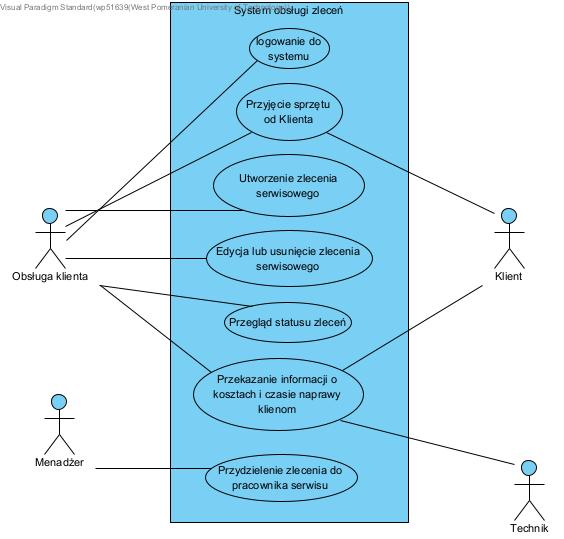 Visual Paradigm Standard(wp51639(West Pomeranian University of
System obsługi zleceń
logowanie do
systemu
Przyjęcie sprzętu
od Klienta
Utworzenie zlecenia
serwisowego
Edycja lub usunięcie zlecenia
serwisowego
Obsługa klienta
Klient
Przegląd statusu zleceń
Przekazanie informacji o
kosztach i czasie naprawy
klienom
Menadżer
Przydzielenie zlecenia do
pracownika serwisu
Technik